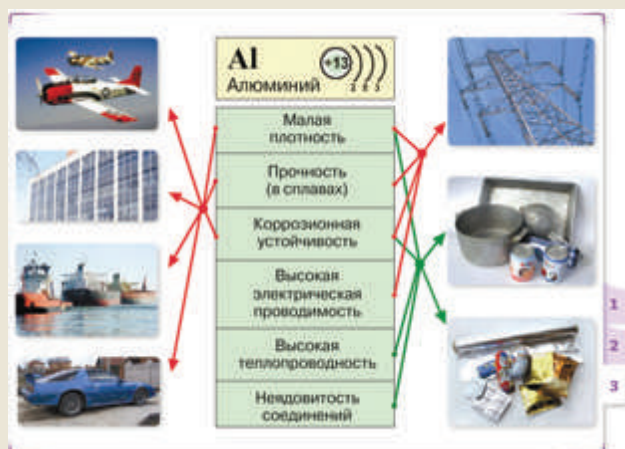 Al
+13
2 8 3
Алюминий
Малая
плотность
Прочность
(в сплавах)
Коррозионная
устойчивость
Высокая
электрическая
проводимость
Высокая
теплопроводность
Неядовитость
соединений
1
2
3